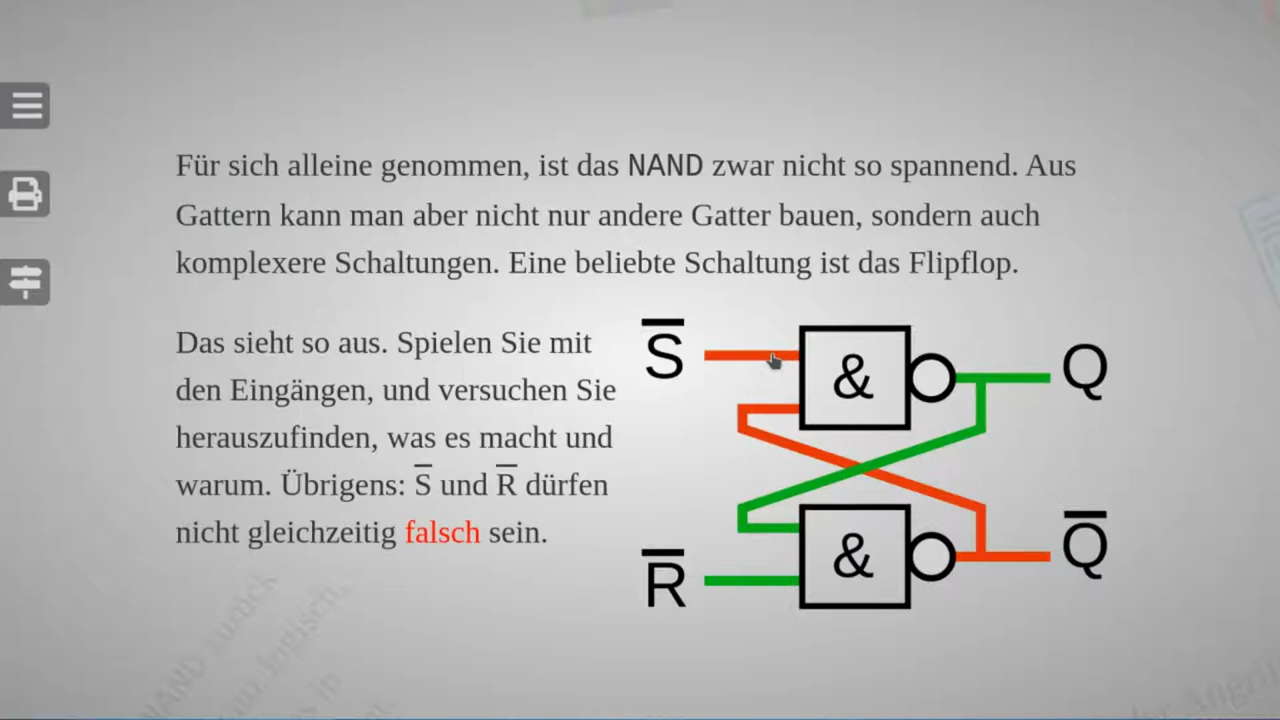 Für sich alleine genommen, ist das NAND zwar nicht so spannend. Aus
Gattern kann man aber nicht nur andere Gatter bauen, sondern auch
komplexere Schaltungen. Eine beliebte Schaltung ist das Flipflop.
Das sieht so aus. Spielen Sie mit
den Eingängen, und versuchen Sie
herauszufinden, was es macht und
warum. Übrigens: S̅ und R̅ dürfen
nicht gleichzeitig falsch sein.
S̅
&
Q
&
Q̅
R̅
NAND zurück